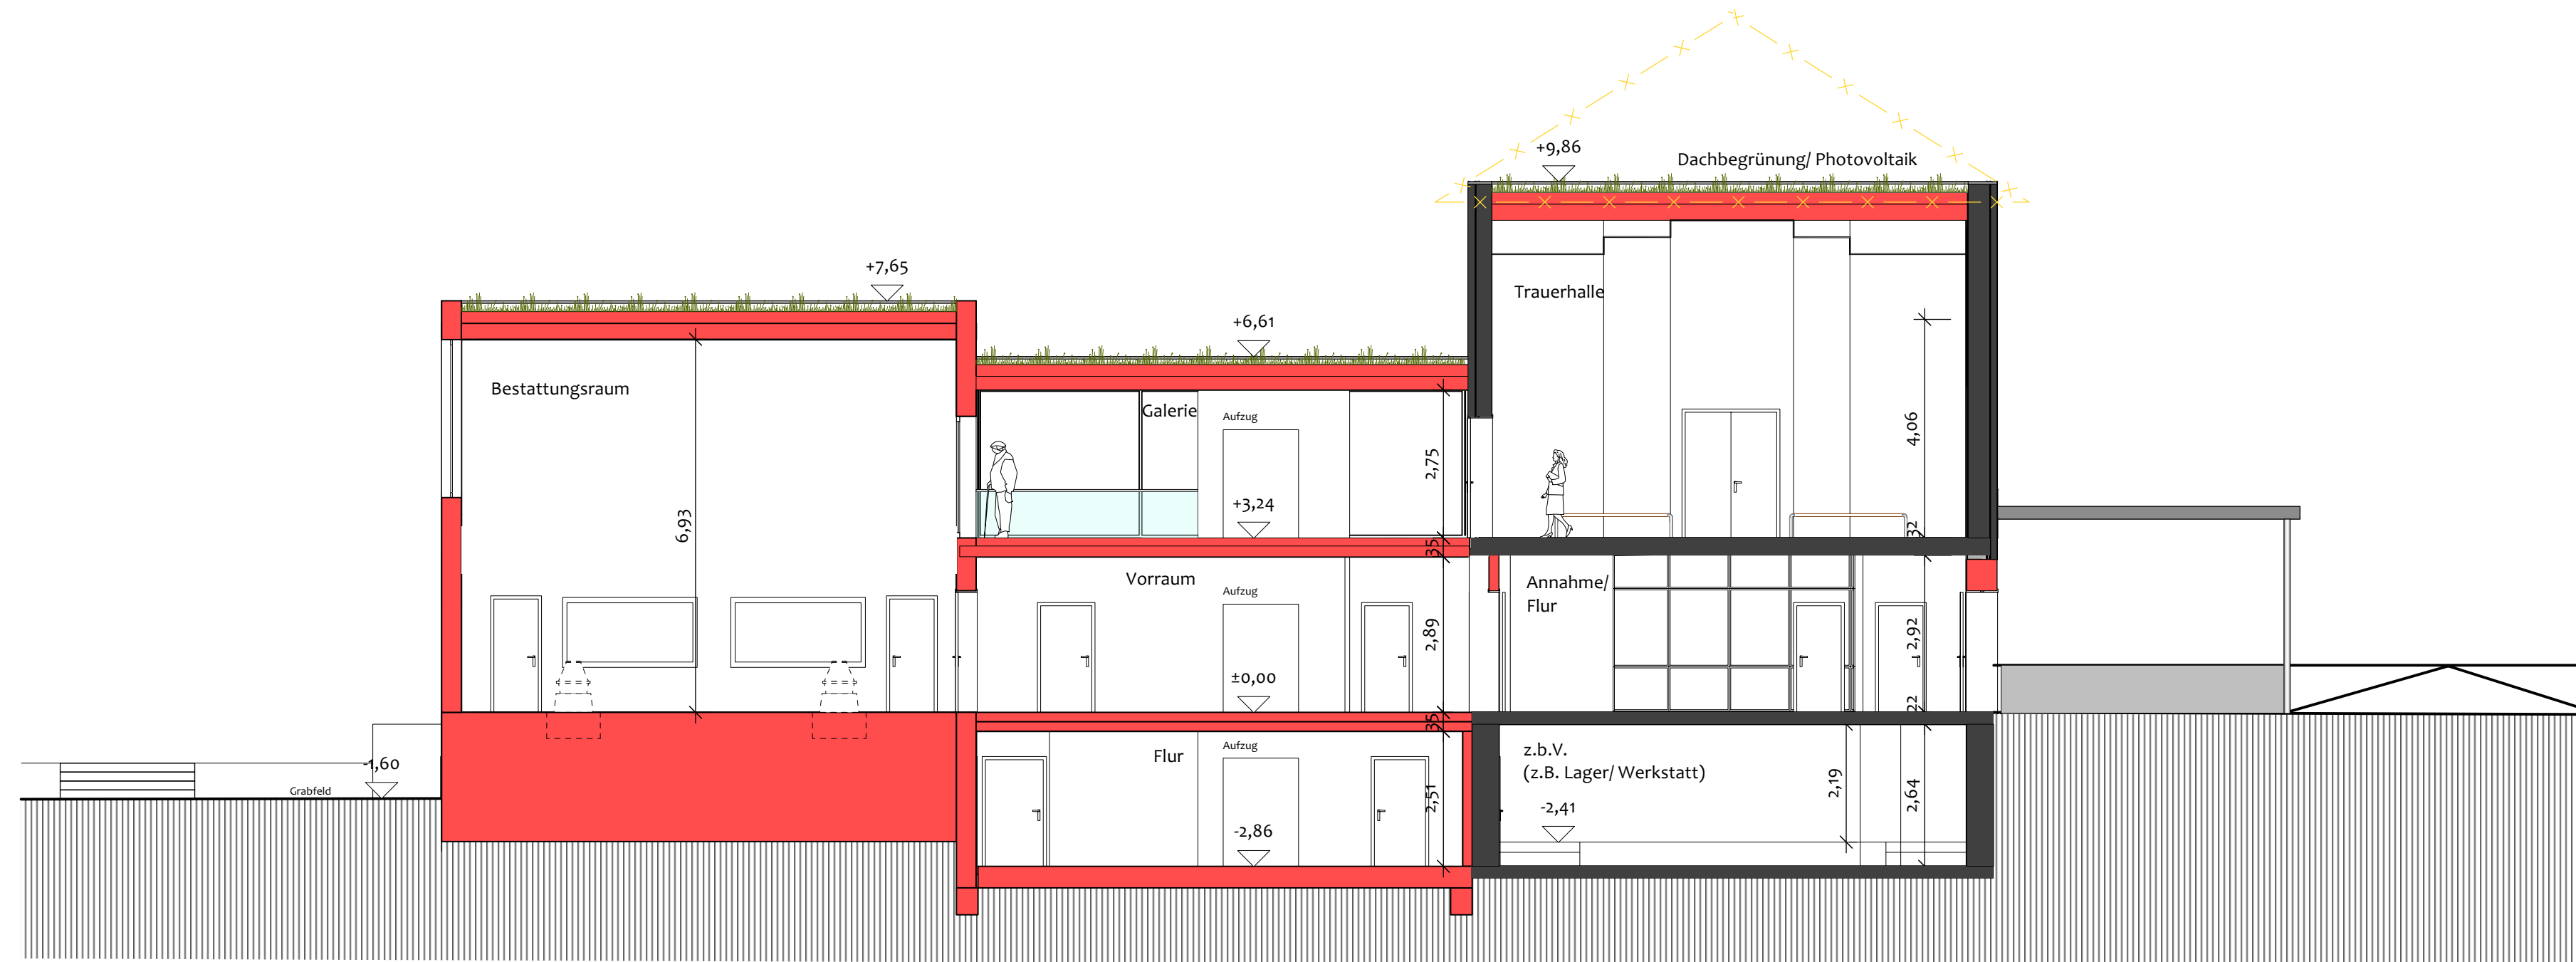 +9,86
Dachbegrünung/ Photovoltaik
+7,65
Trauerhalle
+6,61
Bestattungsraum
Galerie
Aufzug
4,06
2,75
+3,24
6,93
32
35
Vorraum
Annahme/
Flur
Aufzug
2,89
2,92
±0,00
22
35
Flur
Aufzug
z.b.V.
(z.B. Lager/ Werkstatt)
-1,60
Grabfeld
2,19
2,51
2,64
-2,41
-2,86